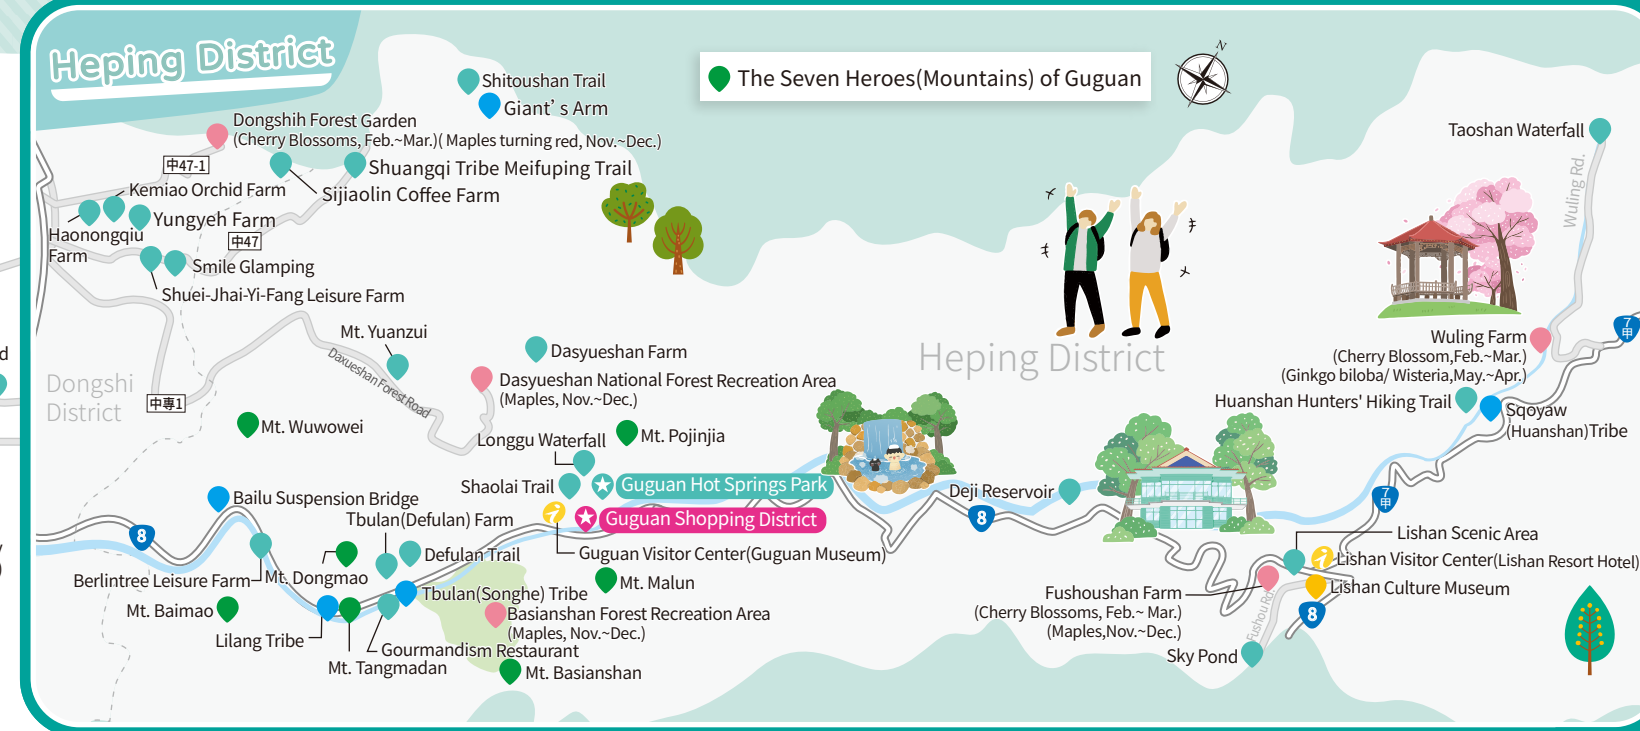 Heping District
The Seven Heroes(Mountains) of Guguan
N
Shitoushan Trail
Giant's Arm
Dongshih Forest Garden
(Cherry Blossoms, Feb.~Mar.)( Maples turning red, Nov.~Dec.)
中47-1
Shuangqi Tribe Meifuping Trail
Kemiao Orchid Farm
Sijiaolin Coffee Farm
Yungyeh Farm
Haonongqiu
Farm
中47
Smile Glamping
Shuei-Jhai-Yi-Fang Leisure Farm
Taoshan Waterfall
Wuling Rd.
Mt. Yuanzui
Daxueshan Forest Road
Dasyueshan Farm
Dasyueshan National Forest Recreation Area
(Maples, Nov.~Dec.)
Heping District
Wuling Farm
(Cherry Blossom,Feb.~Mar.)
(Ginkgo biloba/ Wisteria,May.~Apr.)
7
甲
Dongshi
District
中專1
Huanshan Hunters' Hiking Trail
Sqoyaw
(Huanshan)Tribe
Mt. Wuwowei
Longgu Waterfall
Mt. Pojinjia
Shaolai Trail
Guguan Hot Springs Park
Guguan Shopping District
Deji Reservoir
8
7
甲
Bailu Suspension Bridge
Tbulan(Defulan) Farm
8
Guguan Visitor Center(Guguan Museum)
Defulan Trail
Berlintree Leisure Farm
Mt. Dongmao
Mt. Malun
Lishan Scenic Area
Lishan Visitor Center(Lishan Resort Hotel)
Lishan Culture Museum
8
Fushoushan Farm
(Cherry Blossoms, Feb.~ Mar.)
(Maples,Nov.~Dec.)
Fushou Rd.
Sky Pond
Mt. Baimao
Tbulan(Songhe) Tribe
Basianshan Forest Recreation Area
(Maples, Nov.~Dec.)
Lilang Tribe
Gourmandism Restaurant
Mt. Tangmadan
Mt. Basianshan
d
y
)